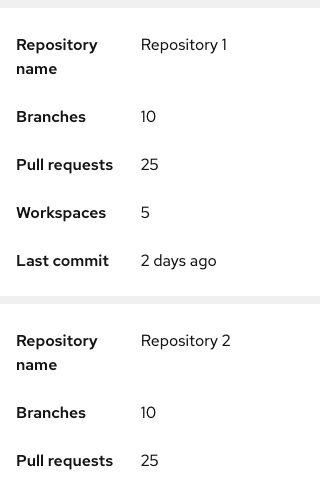 Repository name Repository 1
Branches 10
Pull requests 25
Workspaces 5
Last commit 2 days ago
Repository name Repository 2
Branches 10
Pull requests 25